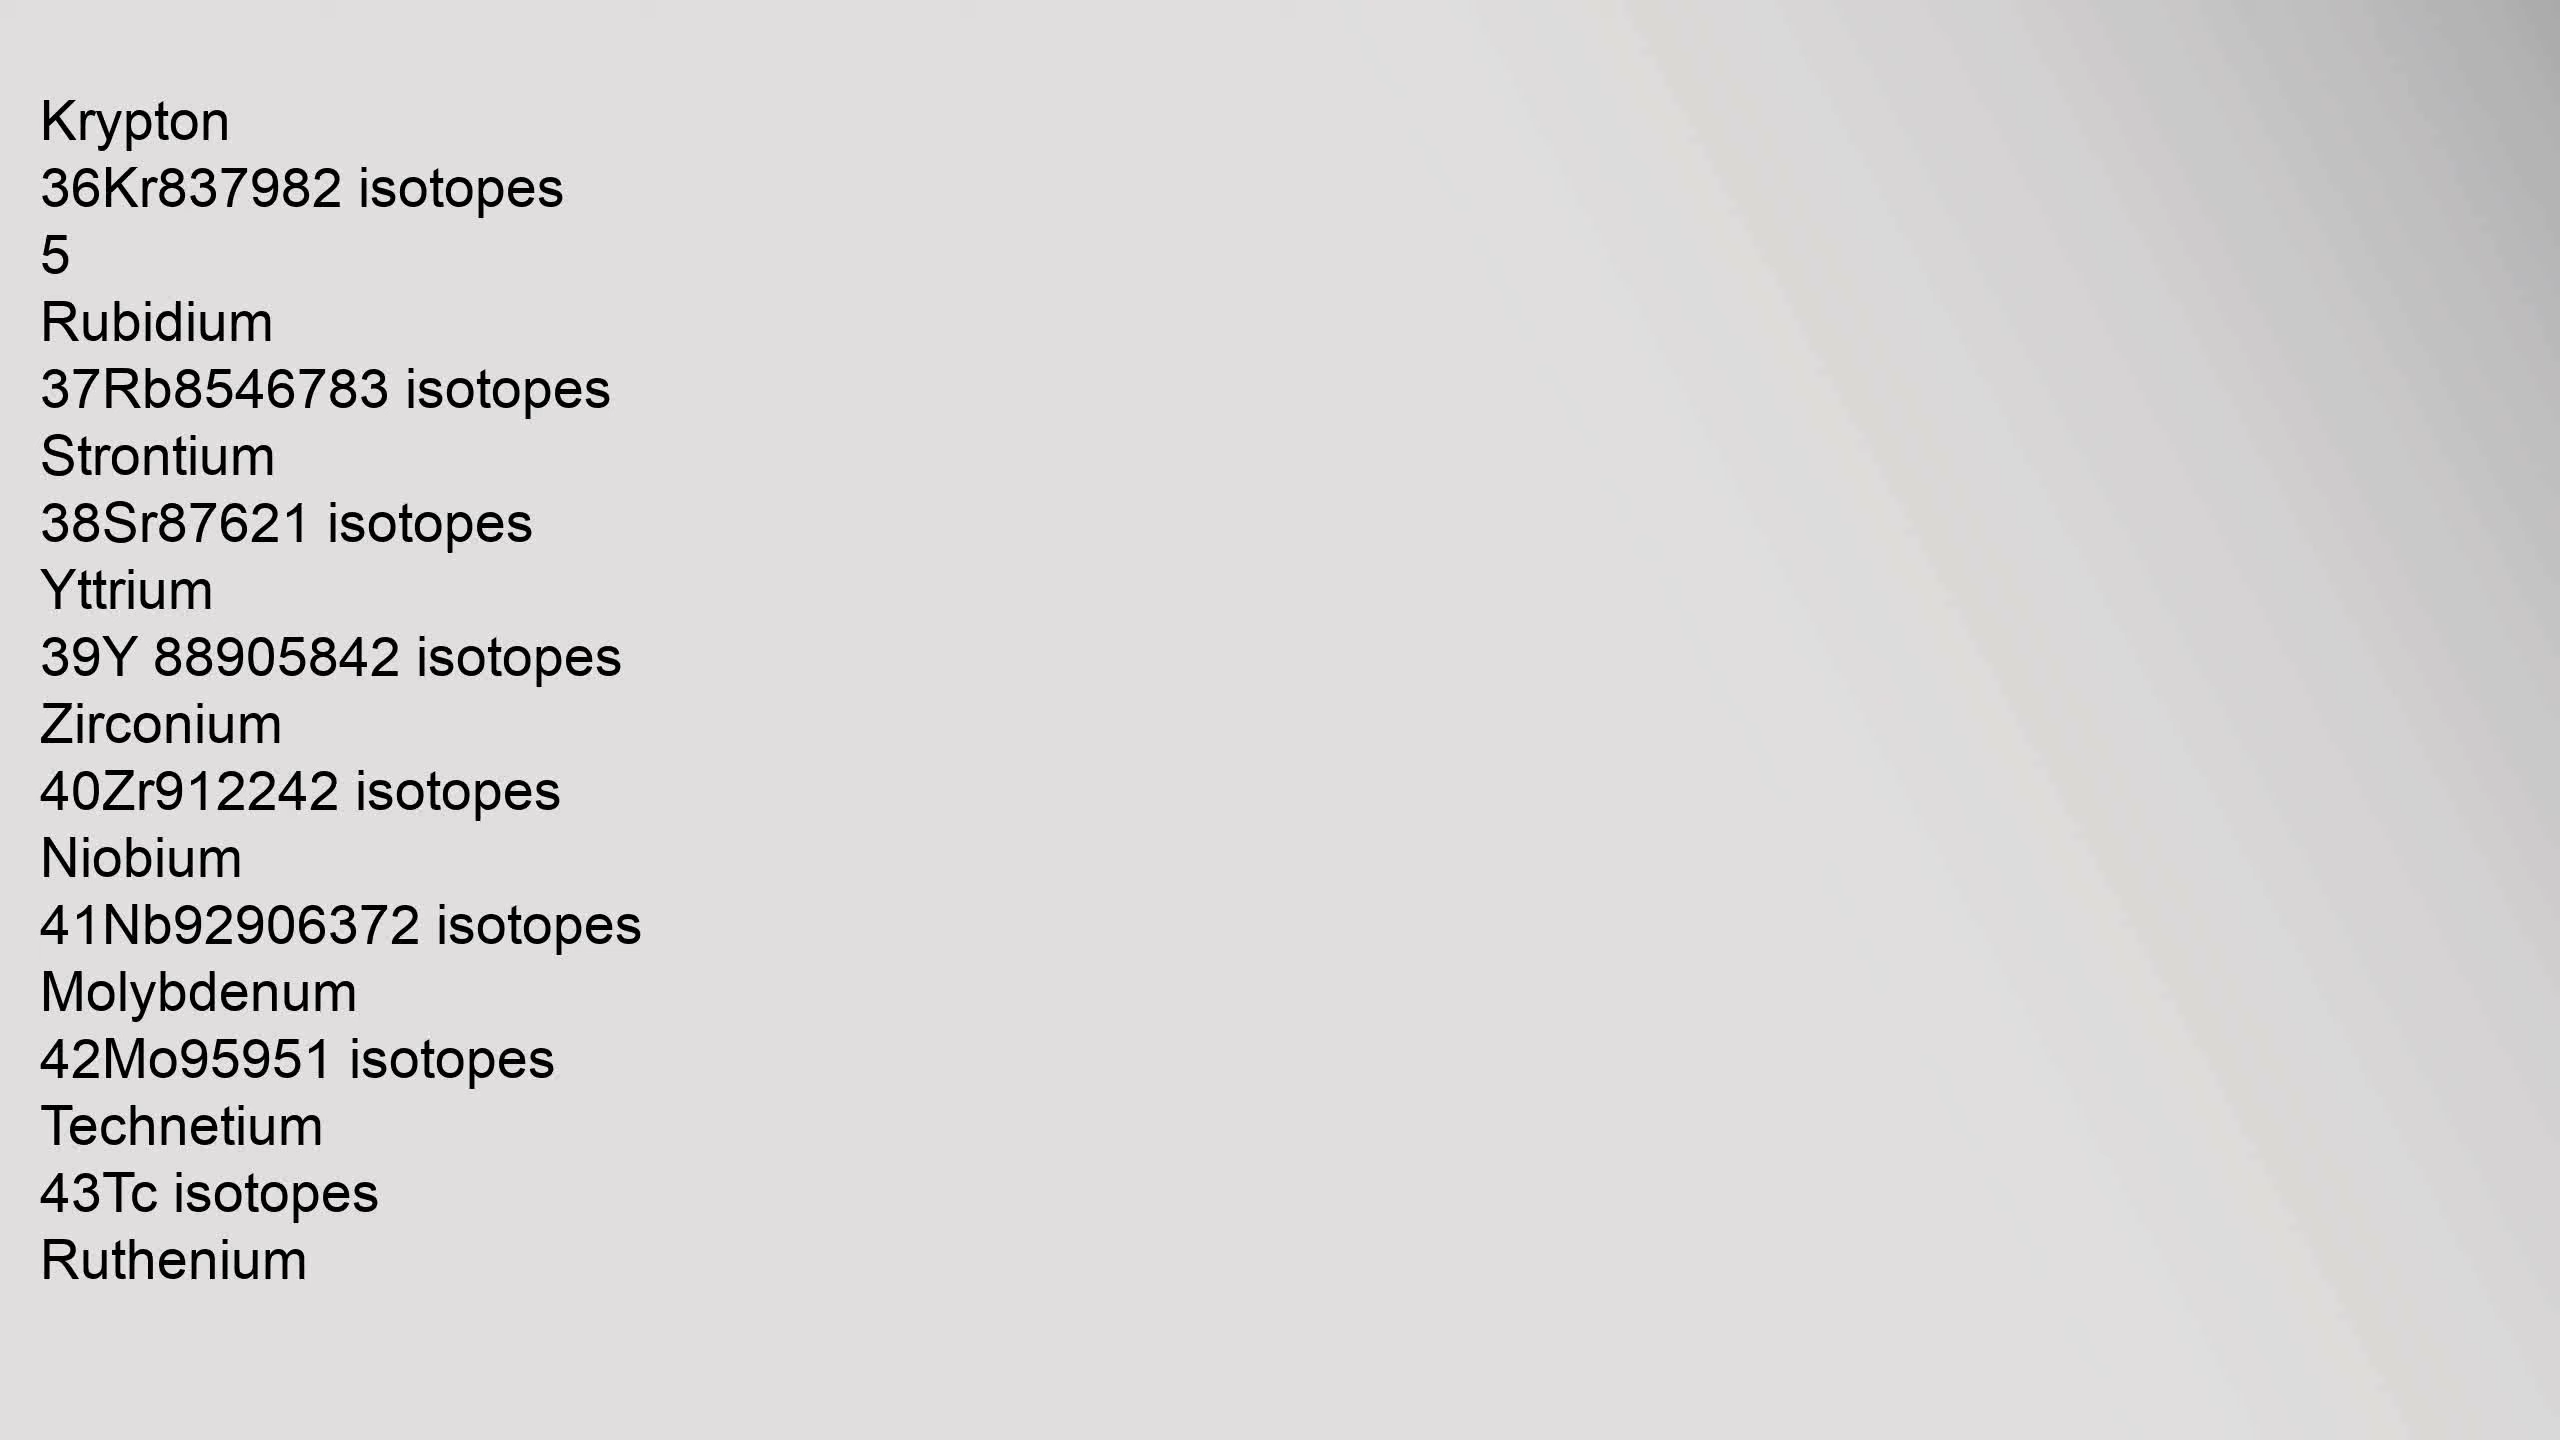 Krypton
36Kr837982 isotopes
5
Rubidium
37Rb8546783 isotopes
Strontium
38Sr87621 isotopes
Yttrium
39Y 88905842 isotopes
Zirconium
40Zr912242 isotopes
Niobium
41Nb92906372 isotopes
Molybdenum
42Mo95951 isotopes
Technetium
43Tc isotopes
Ruthenium